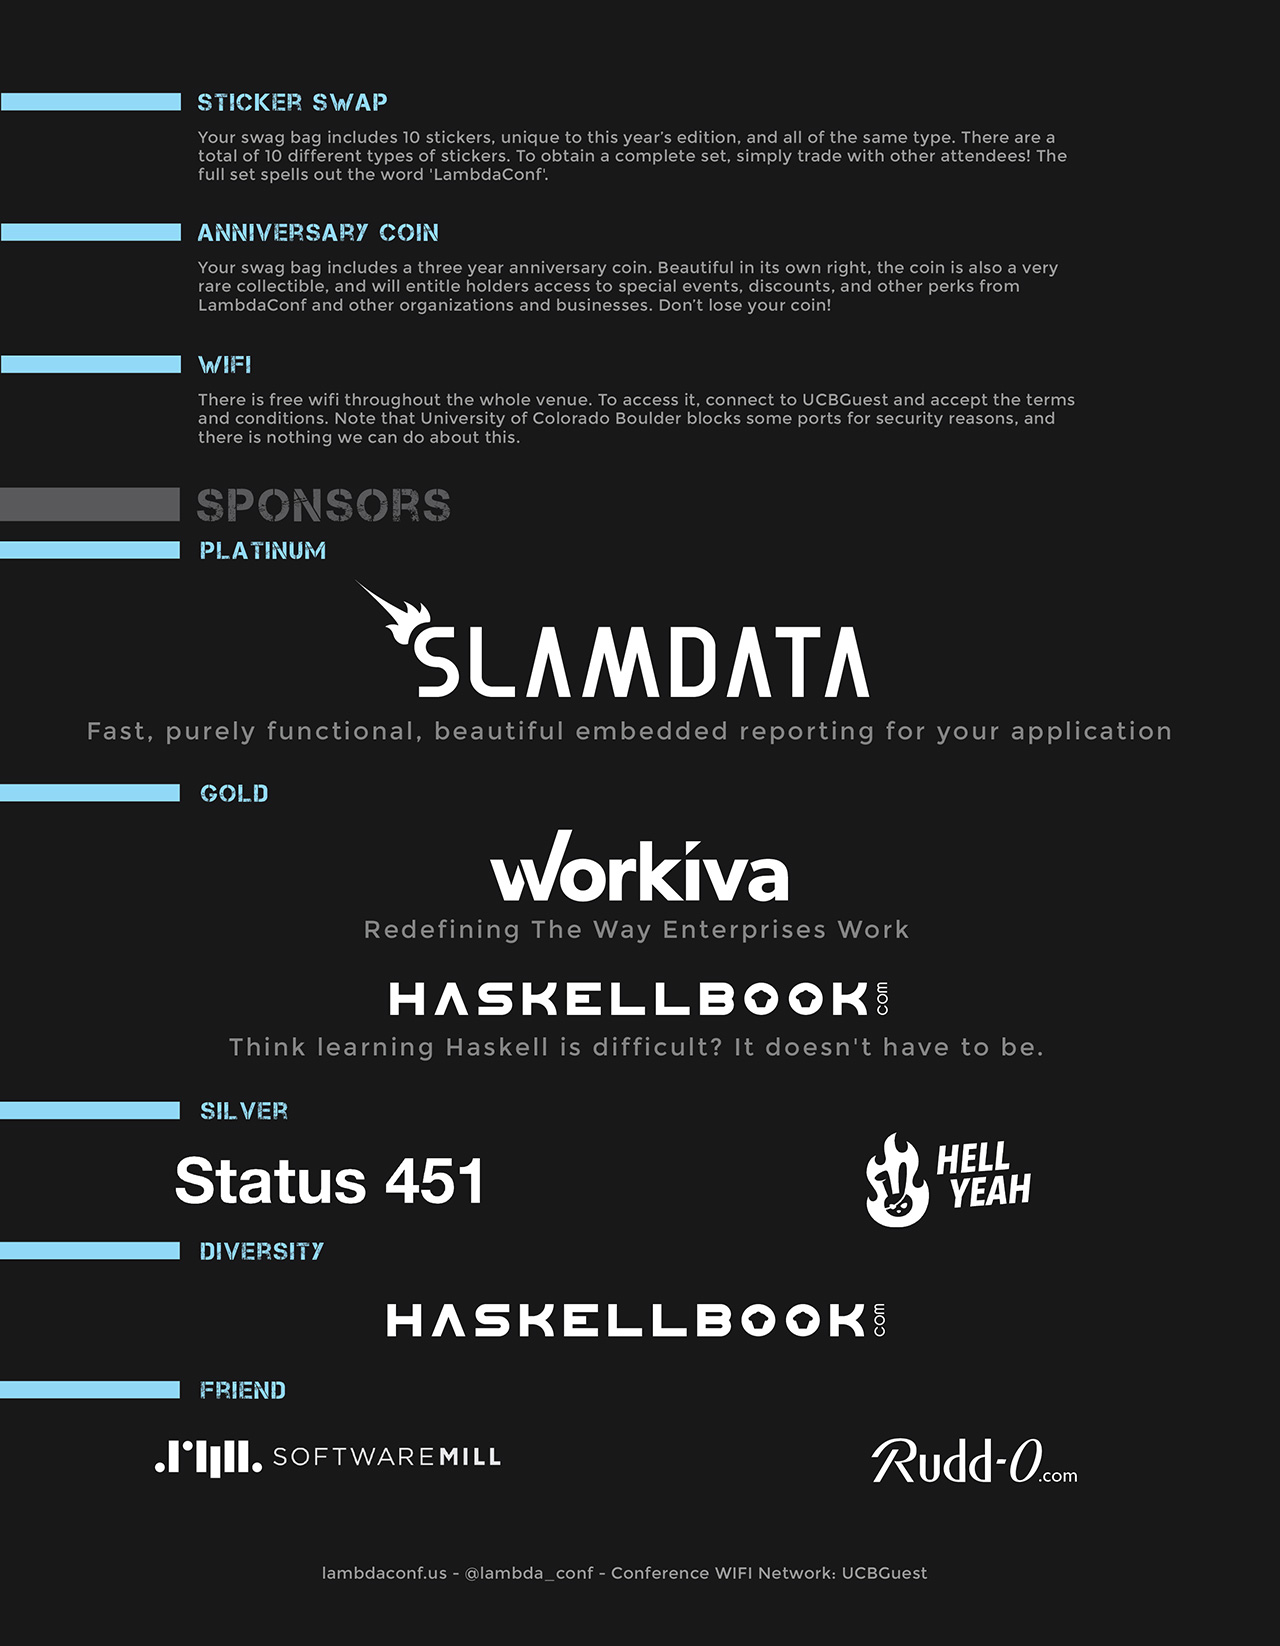 STICKER SWAP
Your swag bag includes 10 stickers, unique to this year’s edition, and all of the same type. There are a
total of 10 different types of stickers. To obtain a complete set, simply trade with other attendees! The
full set spells out the word 'LambdaConf'.
ANNIVERSARY COIN
Your swag bag includes a three year anniversary coin. Beautiful in its own right, the coin is also a very
rare collectible, and will entitle holders access to special events, discounts, and other perks from
LambdaConf and other organizations and businesses. Don’t lose your coin!
WIFI
There is free wifi throughout the whole venue. To access it, connect to UCBGuest and accept the terms
and conditions. Note that University of Colorado Boulder blocks some ports for security reasons, and
there is nothing we can do about this.
SPONSORS
PLATINUM
SLAMDATA
Fast, purely functional, beautiful embedded reporting for your application
GOLD
workiva
Redefining The Way Enterprises Work
HASKELLBOOK.com
Think learning Haskell is difficult? It doesn't have to be.
SILVER
Status 451
HELL
YEAH
DIVERSITY
HASKELLBOOK.com
FRIEND
SOFTWAREMILL
Rudd-O.com
lambdaconf.us - @lambda_conf - Conference WIFI Network: UCBGuest